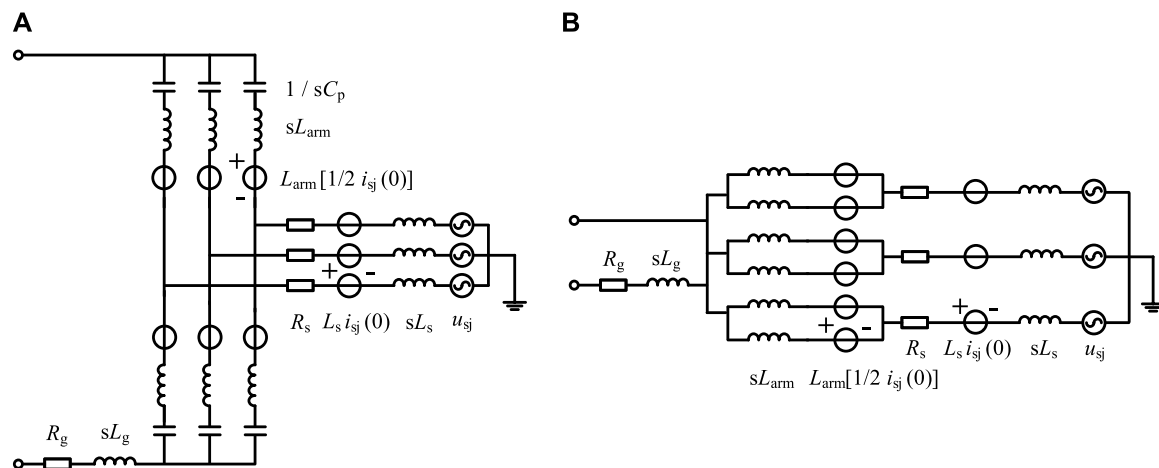 A
1 / sCp
sLarm
+
Larm[1/2 isj(0)]
-
+ -
Rs Ls isj(0) sLs usj
Rg sLg
B
Rg sLg
+ - + -
Rs Ls isj(0) sLs usj
sLarm Larm[1/2 isj(0)]